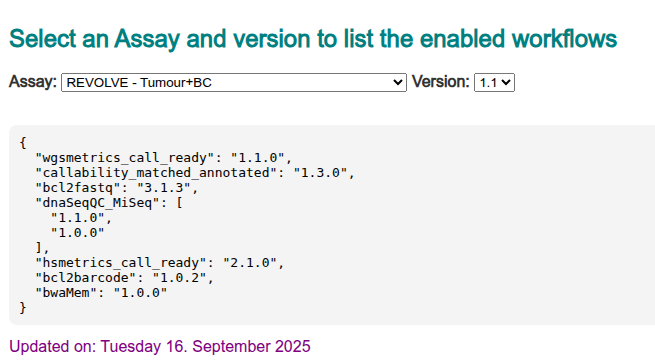 Select an Assay and version to list the enabled workflows
Assay: REVOLVE - Tumour+BC Version: 1.1
{
  "wgsmetrics_call_ready": "1.1.0",
  "callability_matched_annotated": "1.3.0",
  "bcl2fastq": "3.1.3",
  "dnaSeqQC_MiSeq": [
    "1.1.0",
    "1.0.0"
  ],
  "hsmetrics_call_ready": "2.1.0",
  "bcl2barcode": "1.0.2",
  "bwaMem": "1.0.0"
}
Updated on: Tuesday 16. September 2025